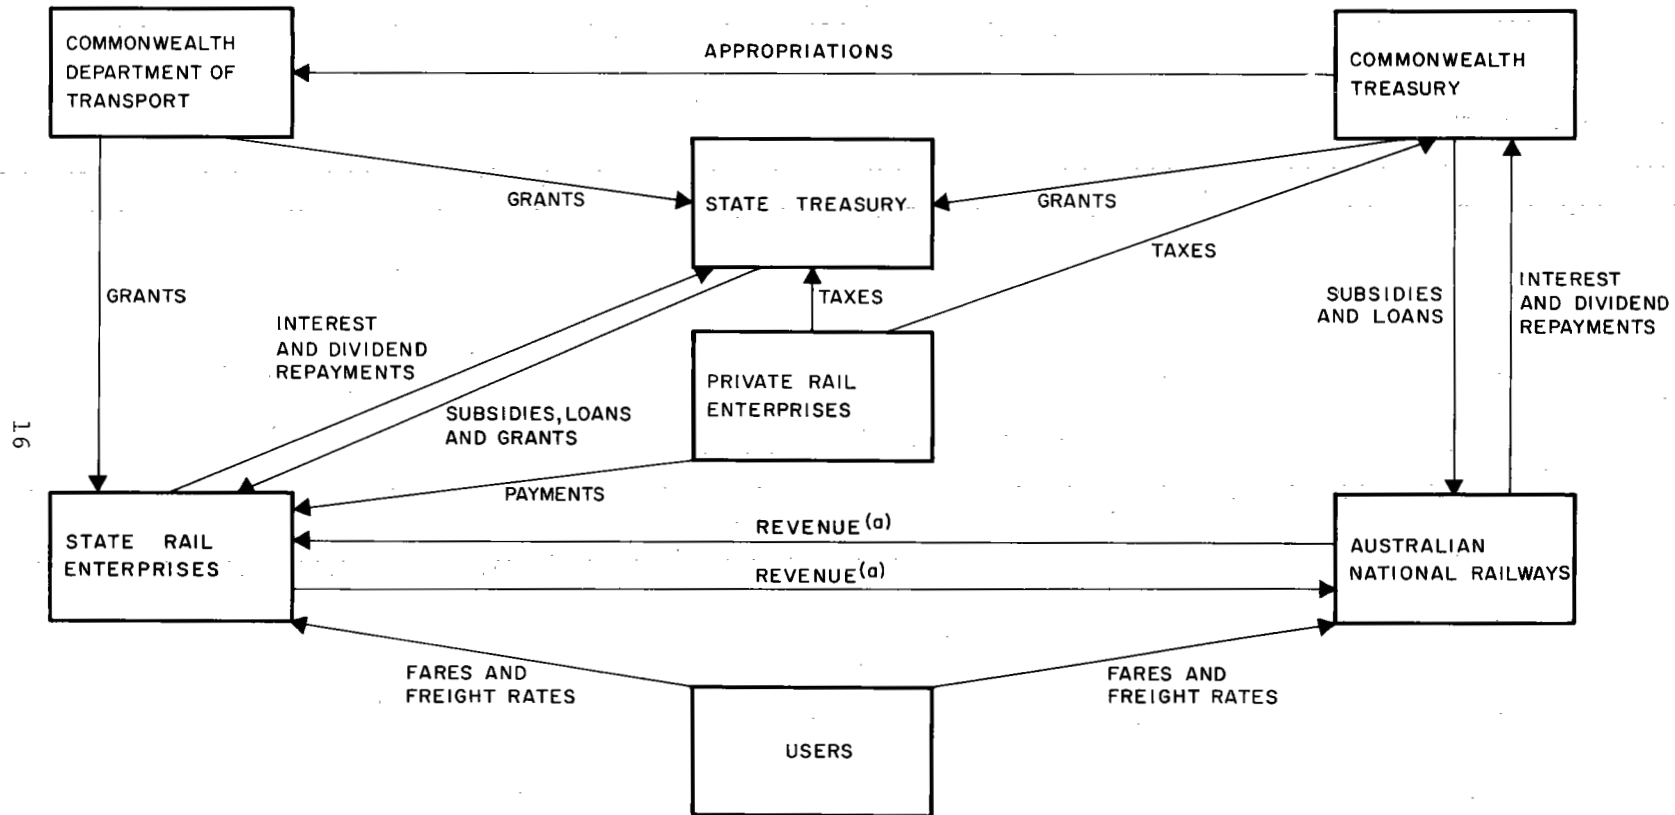 COMMONWEALTH
DEPARTMENT OF
TRANSPORT
APPROPRIATIONS
COMMONWEALTH
TREASURY
GRANTS
STATE TREASURY
GRANTS
TAXES
GRANTS
TAXES
INTEREST
AND DIVIDEND
REPAYMENTS
SUBSIDIES
AND LOANS
INTEREST
AND DIVIDEND
REPAYMENTS
PRIVATE RAIL
ENTERPRISES
SUBSIDIES, LOANS
AND GRANTS
16
PAYMENTS
STATE RAIL
ENTERPRISES
REVENUE(a)
REVENUE(a)
AUSTRALIAN
NATIONAL RAILWAYS
FARES AND
FREIGHT RATES
FARES AND
FREIGHT RATES
USERS